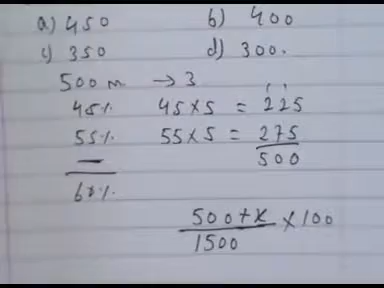 a) 450 b) 400
c) 350 d) 300.
500 m → 3
45% 45×5 = 225
55% 55×5 = 275
— 500
60%
500+x × 100
1500